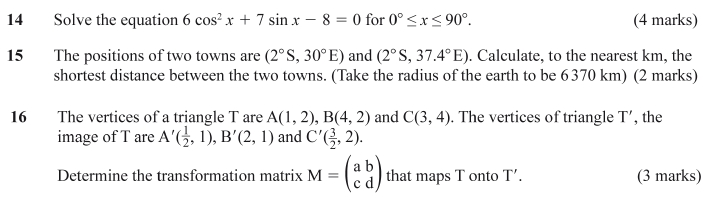 14 Solve the equation 6 cos² x + 7 sin x − 8 = 0 for 0° ≤ x ≤ 90°. (4 marks)
15 The positions of two towns are (2° S, 30° E) and (2° S, 37.4° E). Calculate, to the nearest km, the
shortest distance between the two towns. (Take the radius of the earth to be 6 370 km) (2 marks)
16 The vertices of a triangle T are A(1, 2), B(4, 2) and C(3, 4). The vertices of triangle T′, the
image of T are A′(½, 1), B′(2, 1) and C′(3/2, 2).
Determine the transformation matrix M = (a b
c d) that maps T onto T′. (3 marks)